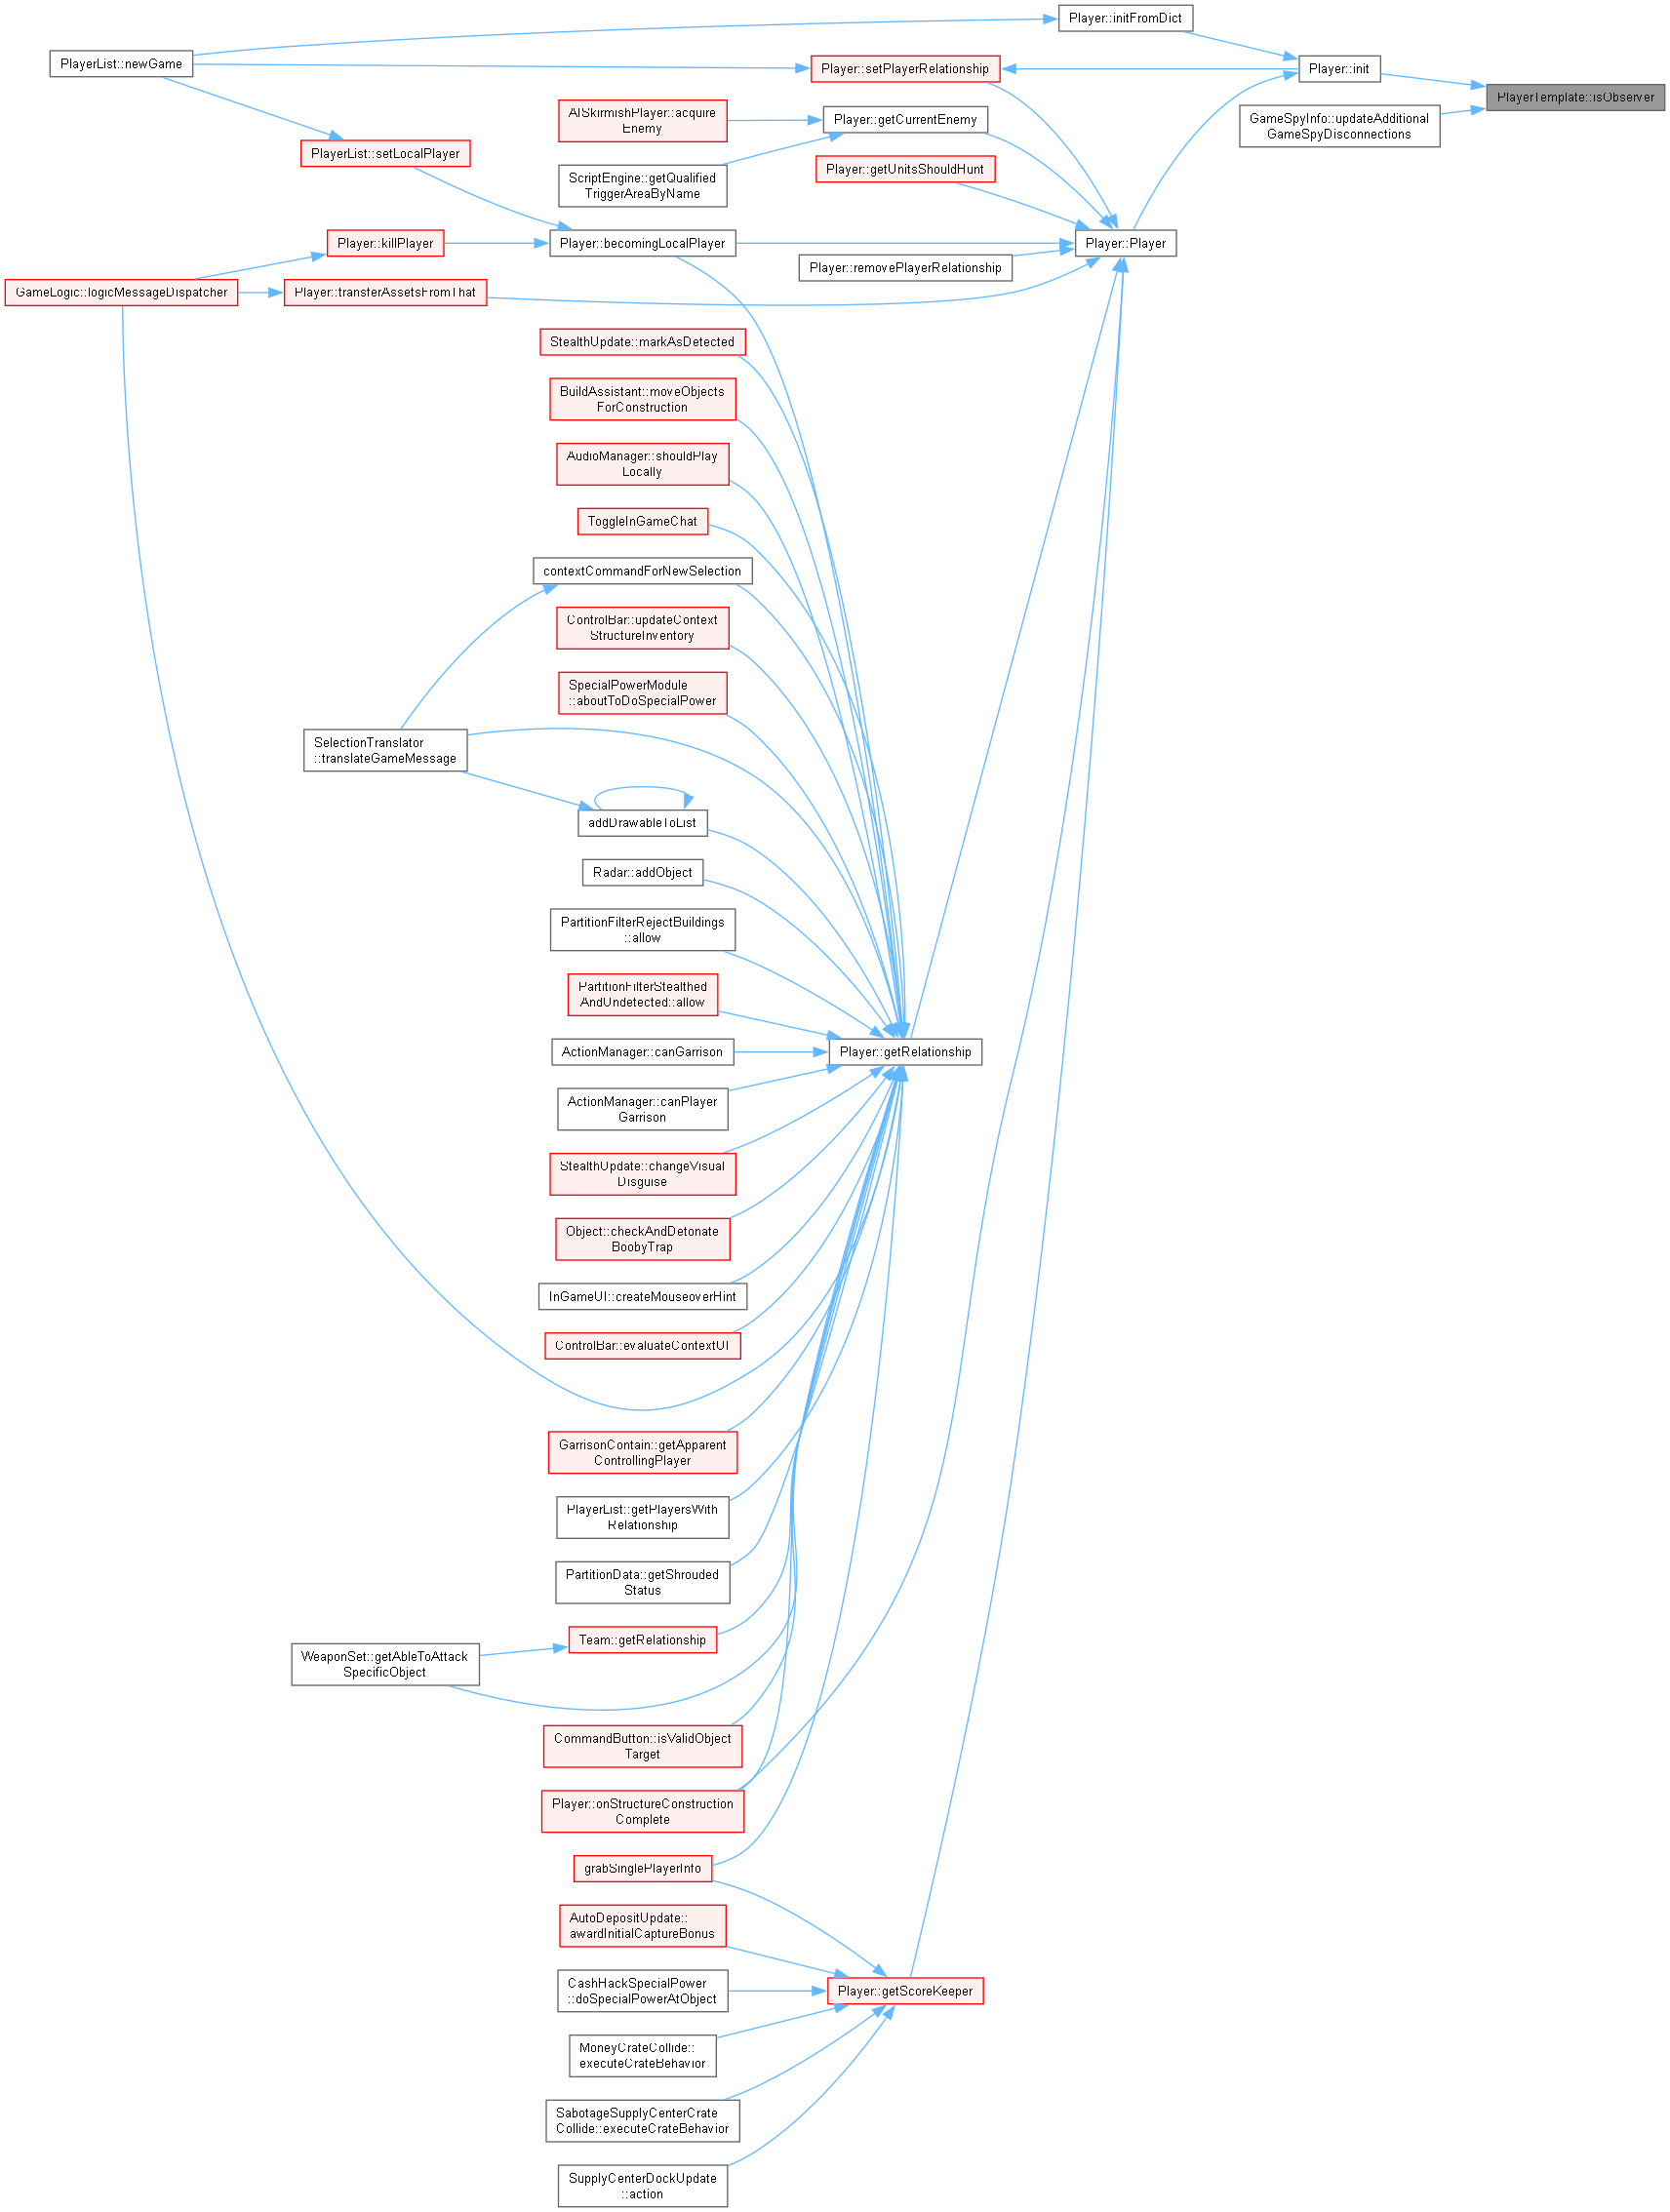 Player::initFromDict
PlayerList::newGame
Player::setPlayerRelationship
Player::init
PlayerTemplate::isObserver
AISkirmishPlayer::acquire
Enemy
Player::getCurrentEnemy
GameSpyInfo::updateAdditional
GameSpyDisconnections
PlayerList::setLocalPlayer
Player::getUnitsShouldHunt
ScriptEngine::getQualified
TriggerAreaByName
Player::killPlayer
Player::becomingLocalPlayer
Player::Player
Player::removePlayerRelationship
GameLogic::logicMessageDispatcher
Player::transferAssetsFromThat
StealthUpdate::markAsDetected
BuildAssistant::moveObjects
ForConstruction
AudioManager::shouldPlay
Locally
ToggleInGameChat
contextCommandForNewSelection
ControlBar::updateContext
StructureInventory
SpecialPowerModule
::aboutToDoSpecialPower
SelectionTranslator
::translateGameMessage
addDrawableToList
Radar::addObject
PartitionFilterRejectBuildings
::allow
PartitionFilterStealthed
AndUndetected::allow
Player::getRelationship
ActionManager::canGarrison
ActionManager::canPlayer
Garrison
StealthUpdate::changeVisual
Disguise
Object::checkAndDetonate
BoobyTrap
InGameUI::createMouseoverHint
ControlBar::evaluateContextUI
GarrisonContain::getApparent
ControllingPlayer
PlayerList::getPlayersWith
Relationship
PartitionData::getShrouded
Status
Team::getRelationship
WeaponSet::getAbleToAttack
SpecificObject
CommandButton::isValidObject
Target
Player::onStructureConstruction
Complete
grabSinglePlayerInfo
AutoDepositUpdate::
awardInitialCaptureBonus
CashHackSpecialPower
::doSpecialPowerAtObject
Player::getScoreKeeper
MoneyCrateCollide::
executeCrateBehavior
SabotageSupplyCenterCrate
Collide::executeCrateBehavior
SupplyCenterDockUpdate
::action